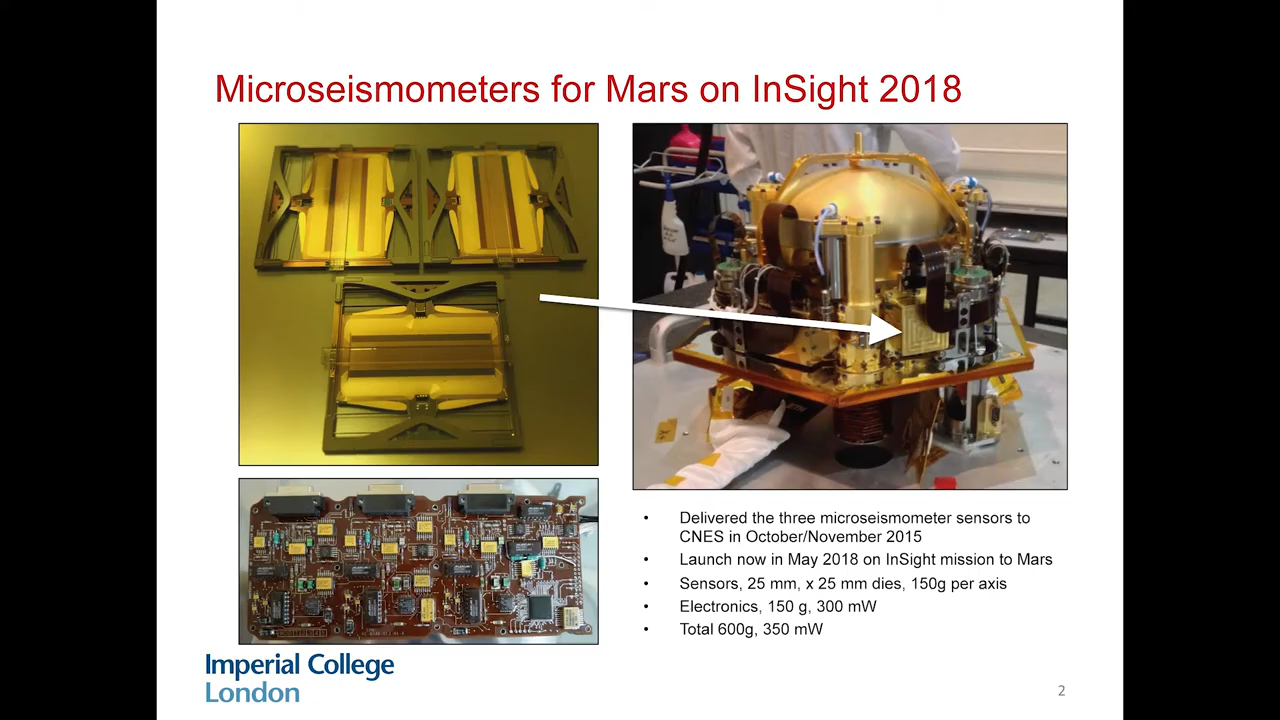 Microseismometers for Mars on InSight 2018
• Delivered the three microseismometer sensors to
CNES in October/November 2015
• Launch now in May 2018 on InSight mission to Mars
• Sensors, 25 mm, x 25 mm dies, 150g per axis
• Electronics, 150 g, 300 mW
• Total 600g, 350 mW
Imperial College
London
2